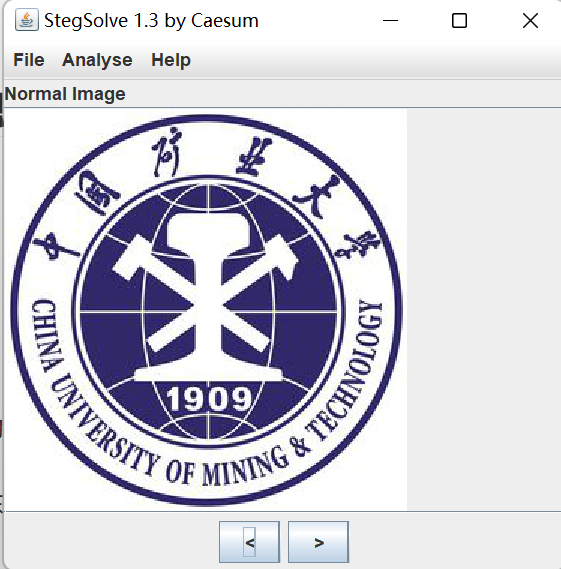 StegSolve 1.3 by Caesum
File Analyse Help
Normal Image
中国矿业大学
CHINA UNIVERSITY OF MINING & TECHNOLOGY
1909
< >